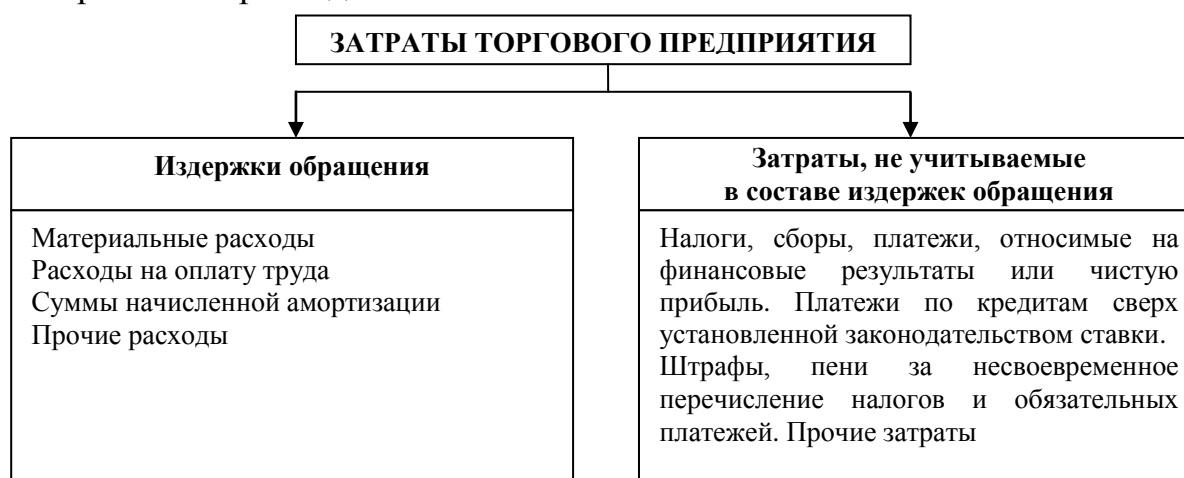 ЗАТРАТЫ ТОРГОВОГО ПРЕДПРИЯТИЯ
Издержки обращения
Материальные расходы
Расходы на оплату труда
Суммы начисленной амортизации
Прочие расходы
Затраты, не учитываемые
в составе издержек обращения
Налоги, сборы, платежи, относимые на
финансовые результаты или чистую
прибыль. Платежи по кредитам сверх
установленной законодательством ставки.
Штрафы, пени за несвоевременное
перечисление налогов и обязательных
платежей. Прочие затраты